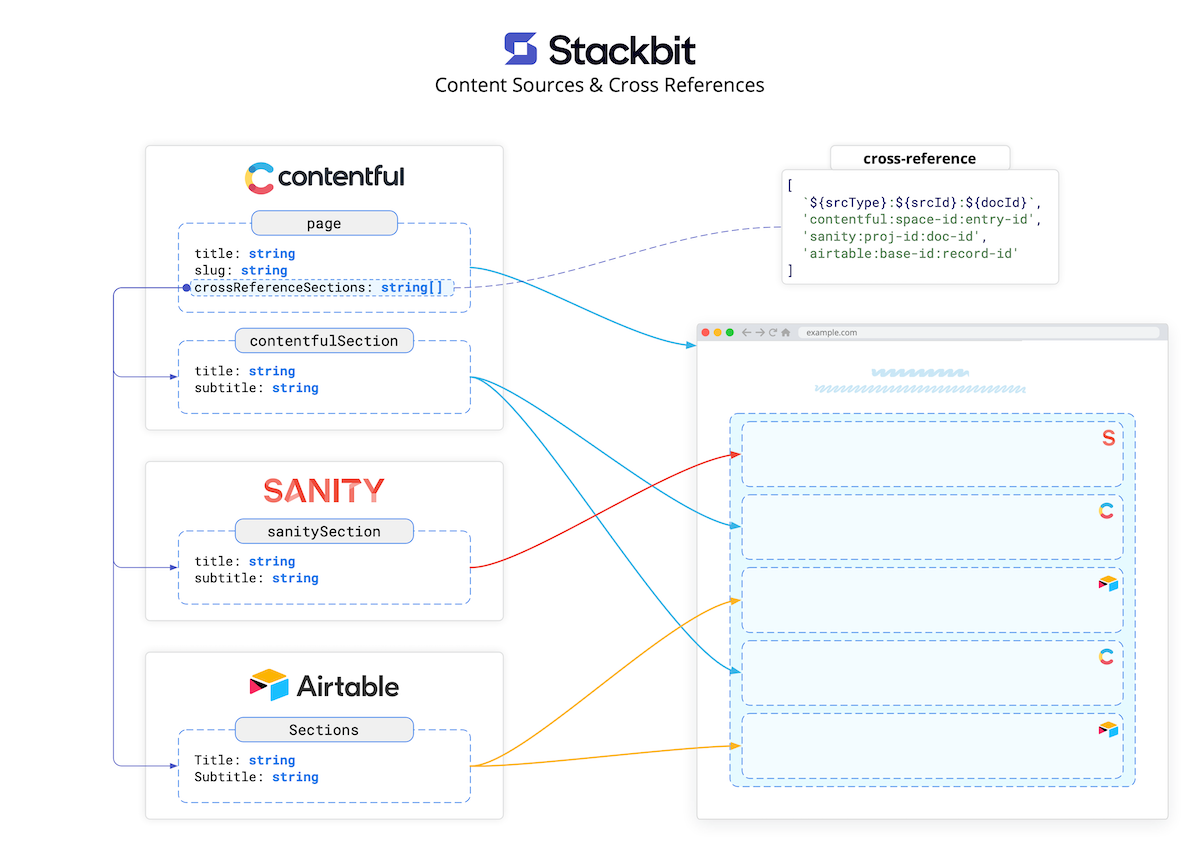 Stackbit
Content Sources & Cross References
contentful
page
title: string
slug: string
crossReferenceSections: string[]
contentfulSection
title: string
subtitle: string
SANITY
sanitySection
title: string
subtitle: string
Airtable
Sections
Title: string
Subtitle: string
cross-reference
[
`${srcType}:${srcId}:${docId}`,
'contentful:space-id:entry-id',
'sanity:proj-id:doc-id',
'airtable:base-id:record-id'
]
example.com
S